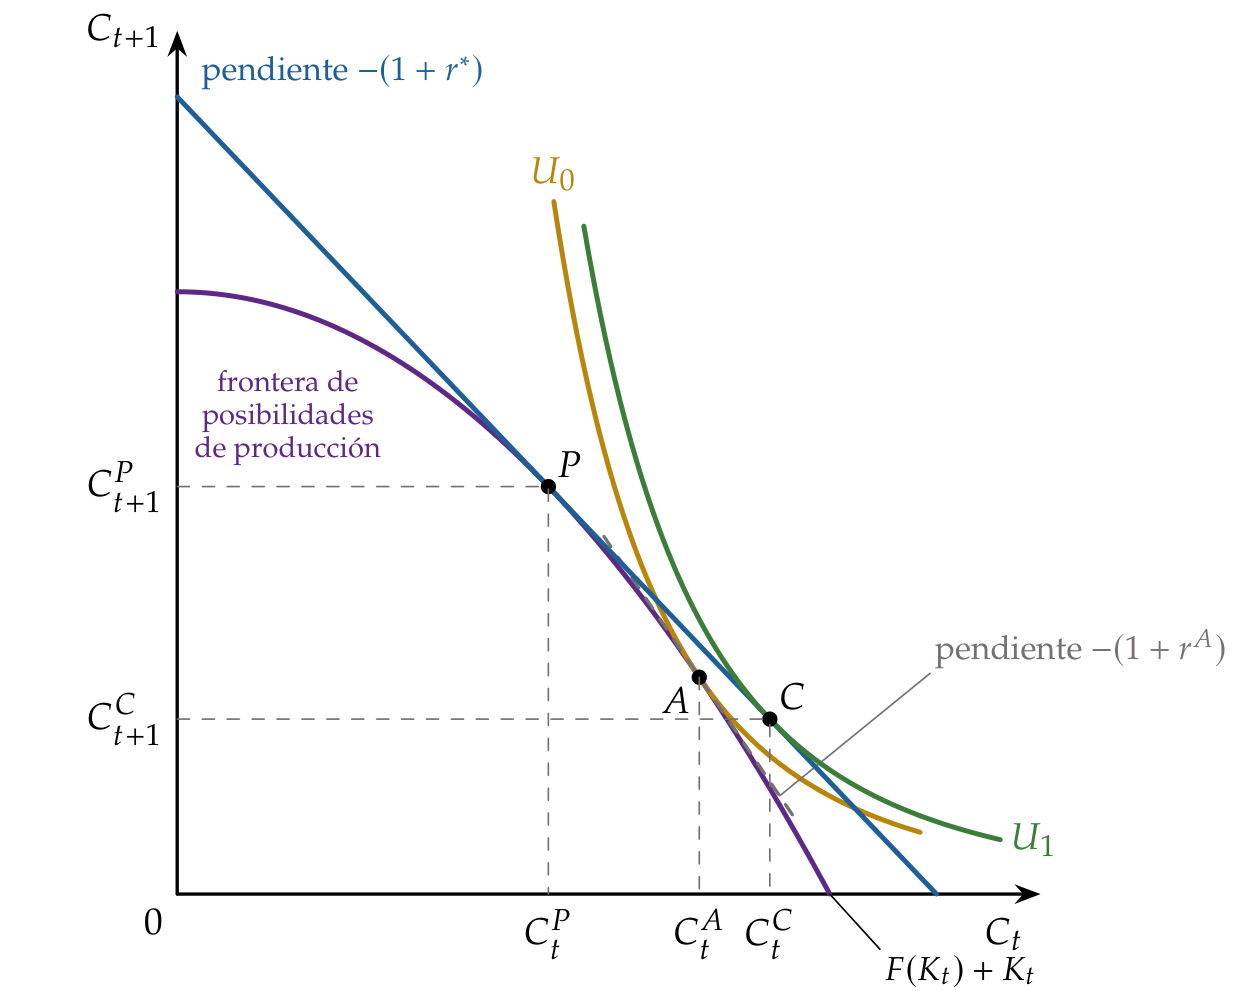 C_{t+1}
pendiente −(1 + r*)
U_0
frontera de
posibilidades
de producción
C^P_{t+1}
P
pendiente −(1 + r^A)
A
C
C^C_{t+1}
U_1
0
C^P_t
C^A_t
C^C_t
C_t
F(K_t) + K_t